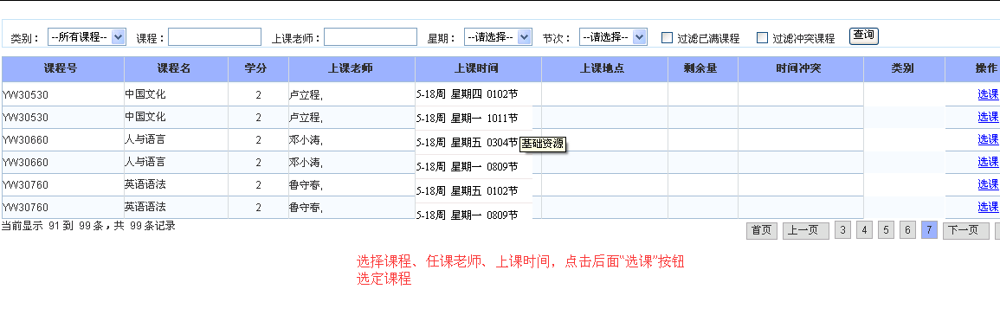 类别： --所有课程-- 课程： 上课老师： 星期： --请选择-- 节次： --请选择-- 过滤已满课程 过滤冲突课程 查询
课程号 课程名 学分 上课老师 上课时间 上课地点 剩余量 时间冲突 类别 操作
YW30530 中国文化 2 卢立程, 5-18周 星期四 0102节 选课
YW30530 中国文化 2 卢立程, 5-18周 星期一 1011节 选课
YW30660 人与语言 2 邓小涛, 5-18周 星期五 0304节 选课
基础资源
YW30660 人与语言 2 邓小涛, 5-18周 星期一 0809节 选课
YW30760 英语语法 2 鲁守春, 5-18周 星期五 0102节 选课
YW30760 英语语法 2 鲁守春, 5-18周 星期一 0809节 选课
当前显示 91 到 99 条，共 99 条记录 首页 上一页 3 4 5 6 7 下一页
选择课程、任课老师、上课时间，点击后面“选课”按钮
选定课程